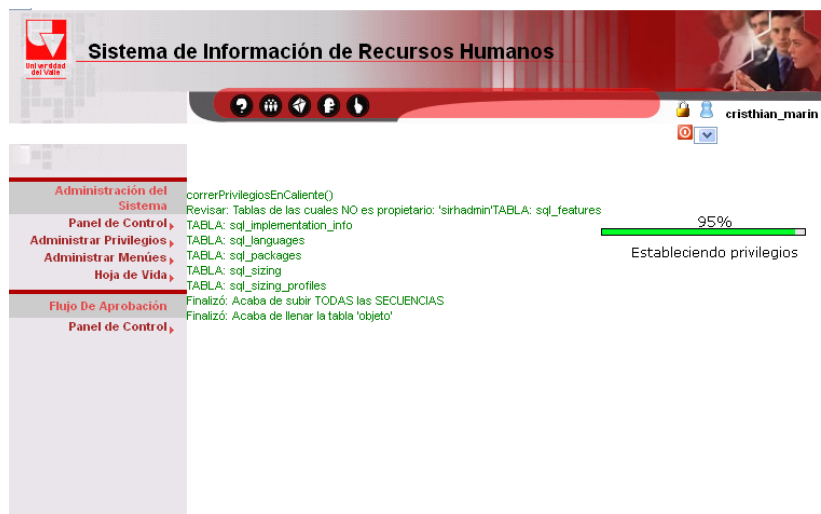 Universidad
del Valle
Sistema de Información de Recursos Humanos
cristhian_marin
Administración del
Sistema
Panel de Control
Administrar Privilegios
Administrar Menúes
Hoja de Vida
Flujo De Aprobación
Panel de Control
correrPrivilegiosEnCaliente()
Revisar: Tablas de las cuales NO es propietario: 'sirhadmin'TABLA: sql_features
TABLA: sql_implementation_info
TABLA: sql_languages
TABLA: sql_packages
TABLA: sql_sizing
TABLA: sql_sizing_profiles
Finalizó: Acaba de subir TODAS las SECUENCIAS
Finalizó: Acaba de llenar la tabla 'objeto'
95%
Estableciendo privilegios